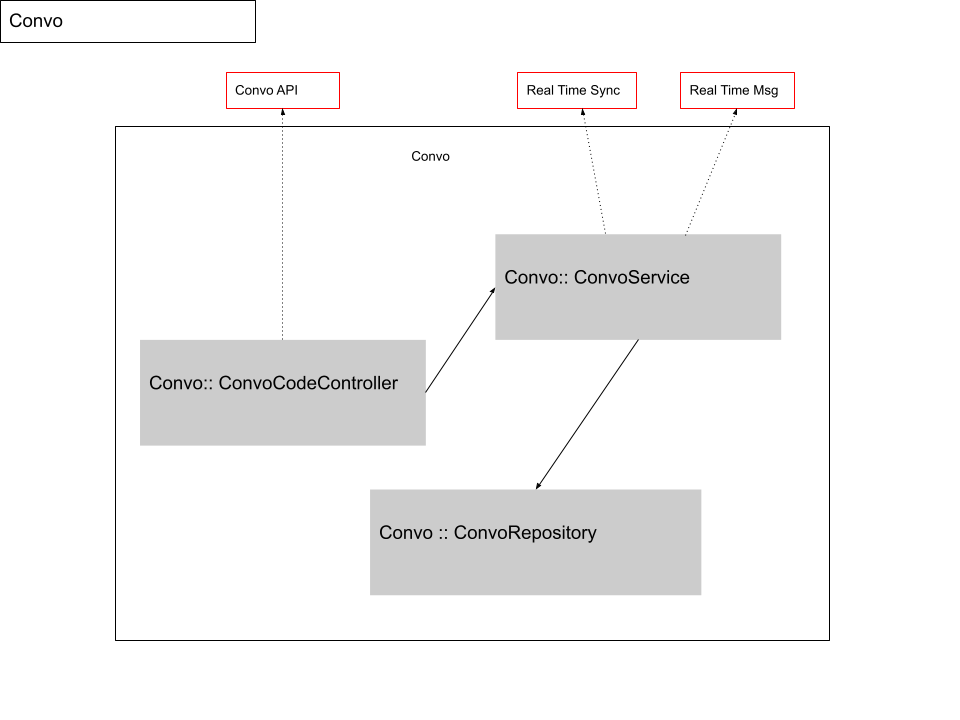 Convo
Convo API
Real Time Sync
Real Time Msg
Convo
Convo:: ConvoService
Convo:: ConvoCodeController
Convo :: ConvoRepository